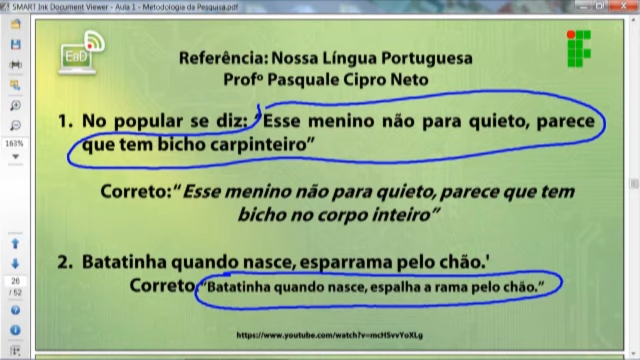 SMART Ink Document Viewer - Aula 1 - Metodologia da Pesquisa.pdf
EaD
Referência: Nossa Língua Portuguesa
Profº Pasquale Cipro Neto
1. No popular se diz: “Esse menino não para quieto, parece
que tem bicho carpinteiro”
163%
Correto: “Esse menino não para quieto, parece que tem
bicho no corpo inteiro”
2. Batatinha quando nasce, esparrama pelo chão.'
Correto: “Batatinha quando nasce, espalha a rama pelo chão.”
26
/ 52
https://www.youtube.com/watch?v=mcH5vvYoXLg